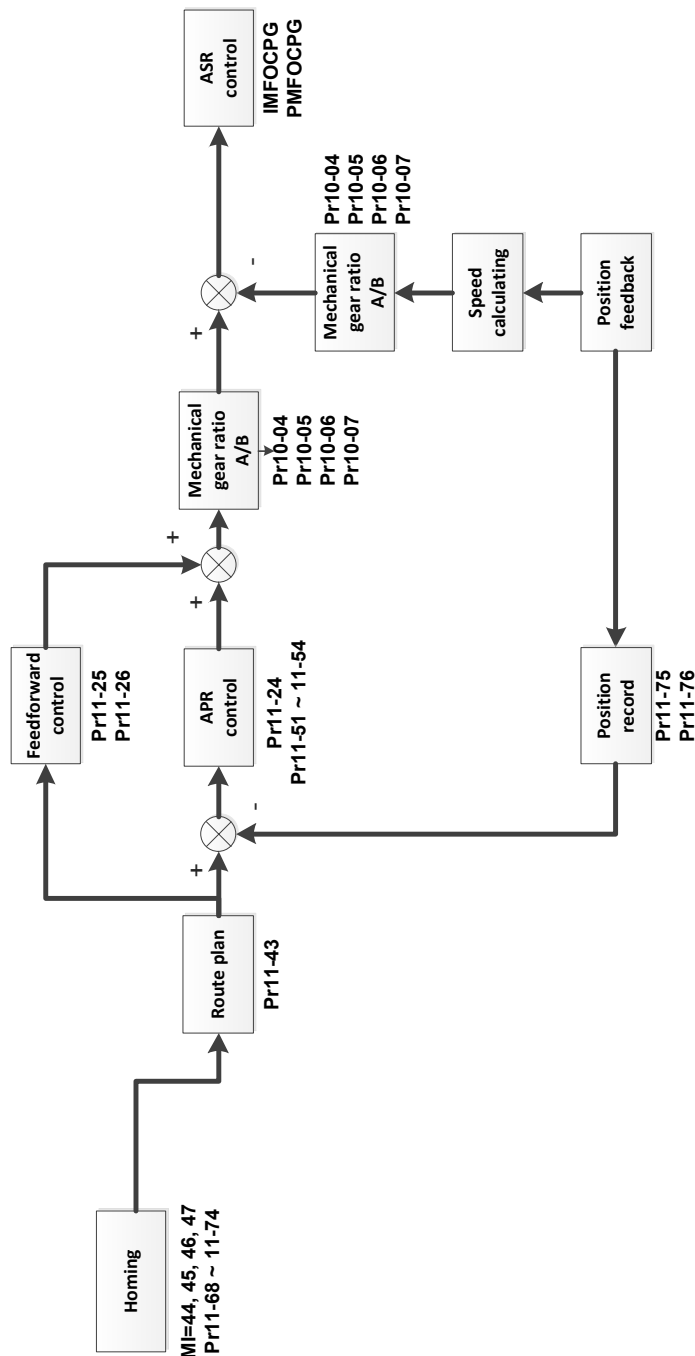 Homing
MI=44, 45, 46, 47
Pr11-68 ~ 11-74
Route plan
Pr11-43
+
-
Feedforward
control
Pr11-25
Pr11-26
APR
control
Pr11-24
Pr11-51 ~ 11-54
+
+
Mechanical
gear ratio
A/B
Pr10-04
Pr10-05
Pr10-06
Pr10-07
+
-
ASR
control
IMFOCPG
PMFOCPG
Mechanical
gear ratio
A/B
Pr10-04
Pr10-05
Pr10-06
Pr10-07
Speed
calculating
Position
feedback
Position
record
Pr11-75
Pr11-76